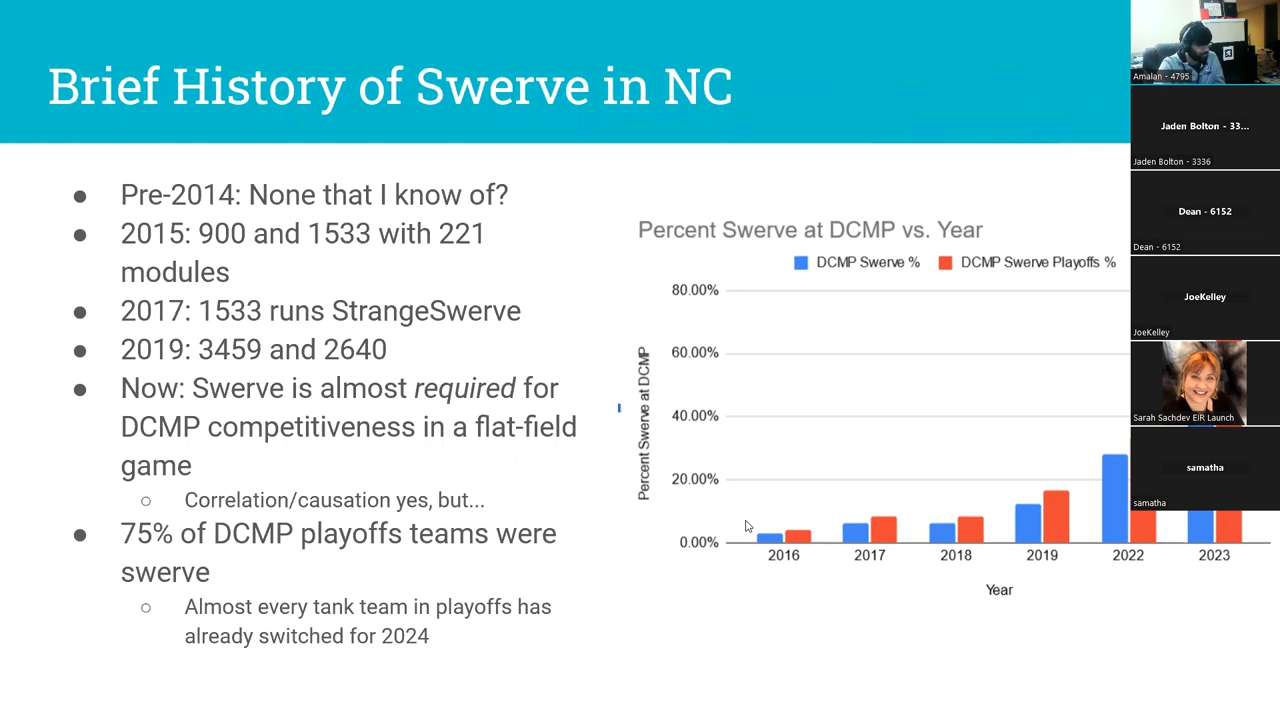 Brief History of Swerve in NC
● Pre-2014: None that I know of?
● 2015: 900 and 1533 with 221
modules
● 2017: 1533 runs StrangeSwerve
● 2019: 3459 and 2640
● Now: Swerve is almost required for
DCMP competitiveness in a flat-field
game
○ Correlation/causation yes, but...
● 75% of DCMP playoffs teams were
swerve
○ Almost every tank team in playoffs has
already switched for 2024
Percent Swerve at DCMP vs. Year
DCMP Swerve %
DCMP Swerve Playoffs %
Percent Swerve at DCMP
80.00%
60.00%
40.00%
20.00%
0.00%
2016
2017
2018
2019
2022
2023
Year
Amalan - 4795
Jaden Bolton - 33...
Jaden Bolton - 3336
Dean - 6152
Dean - 6152
JoeKelley
JoeKelley
Sarah Sachdev EIR Launch
samatha
samatha